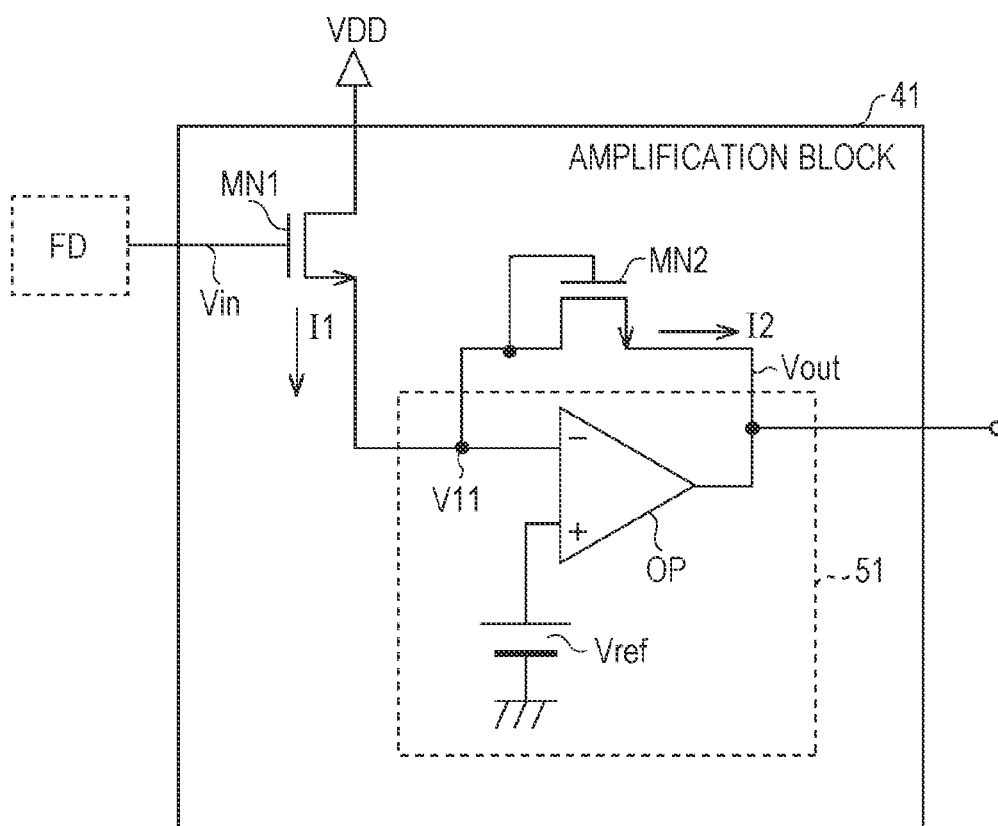 VDD
41
AMPLIFICATION BLOCK
MN1
FD
Vin
I1
MN2
I2
Vout
−
V11
+
OP
51
Vref